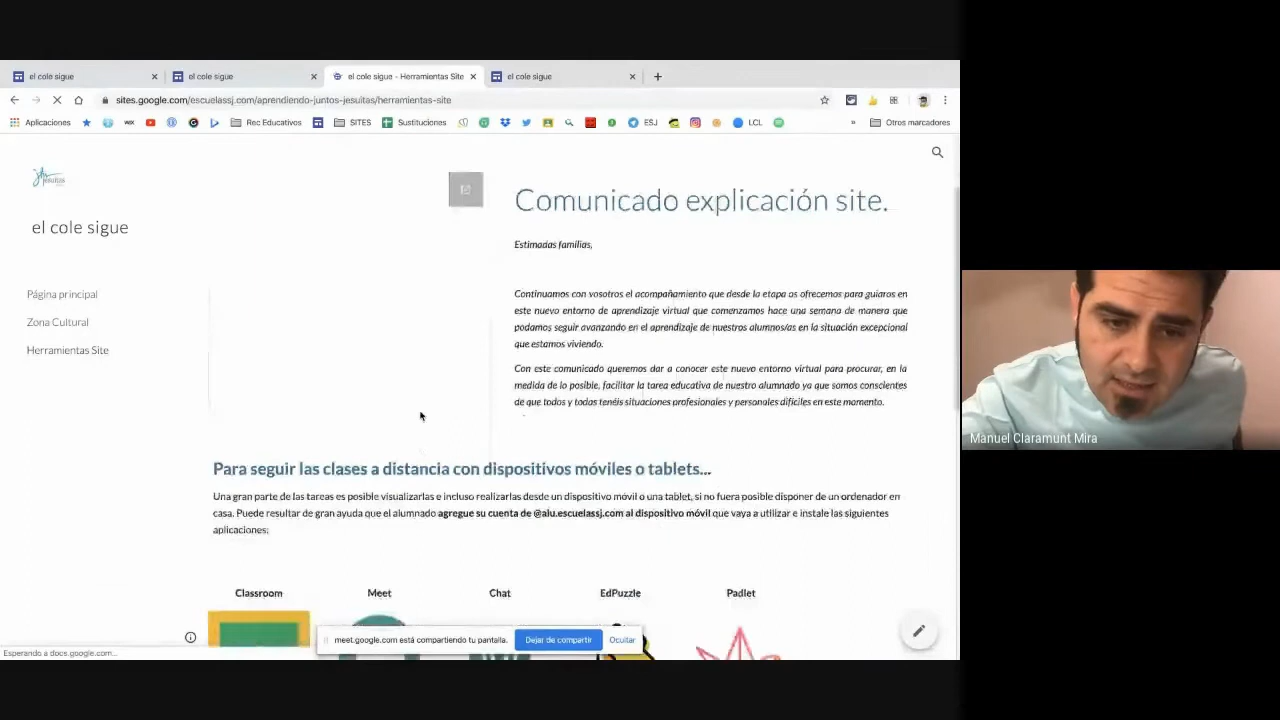 el cole sigue
el cole sigue
el cole sigue - Herramientas Site
el cole sigue
sites.google.com/escuelassj.com/aprendiendo-juntos-jesuitas/herramientas-site
Aplicaciones
WIX
Rec Educativos
SITES
Sustituciones
ESJ
LCL
»
Otros marcadores
jesuitas
el cole sigue
Página principal
Zona Cultural
Herramientas Site
Comunicado explicación site.
Estimadas familias,
Continuamos con vosotros el acompañamiento que desde la etapa os ofrecemos para guiaros en
este nuevo entorno de aprendizaje virtual que comenzamos hace una semana de manera que
podamos seguir avanzando en el aprendizaje de nuestros alumnos/as en la situación excepcional
que estamos viviendo.
Con este comunicado queremos dar a conocer este nuevo entorno virtual para procurar, en la
medida de lo posible, facilitar la tarea educativa de nuestro alumnado ya que somos conscientes
de que todos y todas tenéis situaciones profesionales y personales difíciles en este momento.
Para seguir las clases a distancia con dispositivos móviles o tablets...
Una gran parte de las tareas es posible visualizarlas e incluso realizarlas desde un dispositivo móvil o una tablet, si no fuera posible disponer de un ordenador en
casa. Puede resultar de gran ayuda que el alumnado agregue su cuenta de @alu.escuelassj.com al dispositivo móvil que vaya a utilizar e instale las siguientes
aplicaciones:
Classroom
Meet
Chat
EdPuzzle
Padlet
meet.google.com está compartiendo tu pantalla.
Dejar de compartir
Ocultar
Esperando a docs.google.com...
Manuel Claramunt Mira